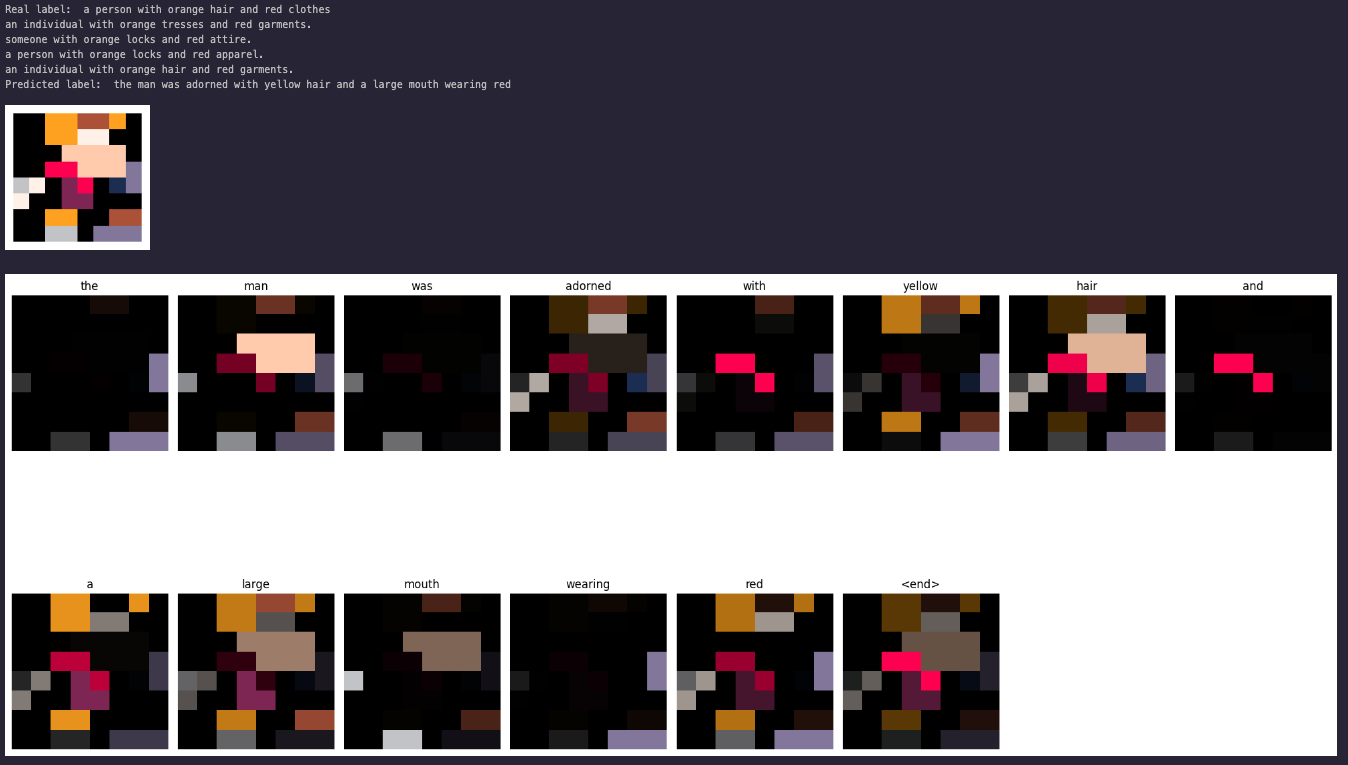 Real label:  a person with orange hair and red clothes
an individual with orange tresses and red garments.
someone with orange locks and red attire.
a person with orange locks and red apparel.
an individual with orange hair and red garments.
Predicted label:  the man was adorned with yellow hair and a large mouth wearing red
the man was adorned with yellow hair and
a large mouth wearing red <end>